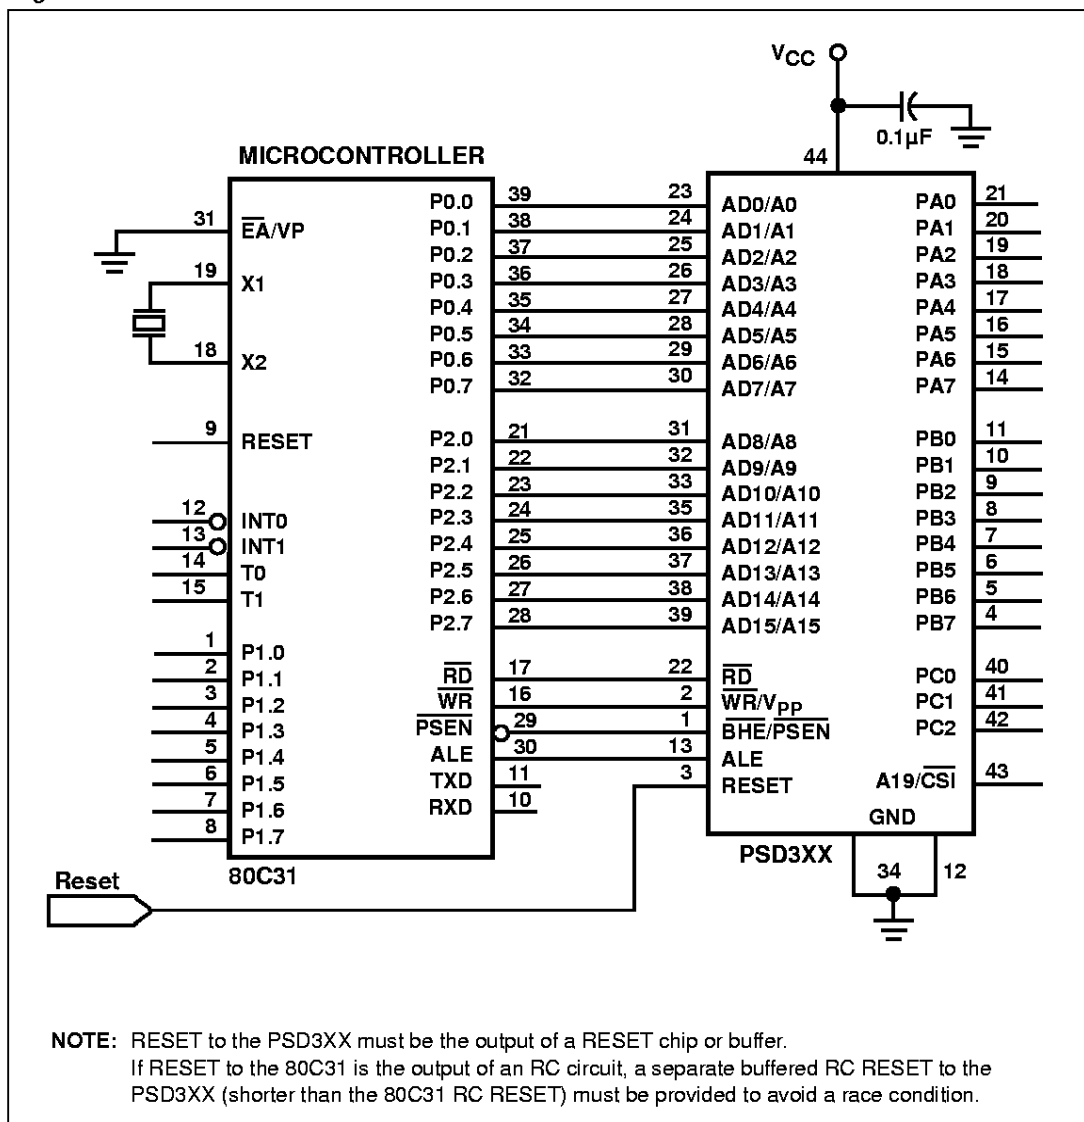 VCC
0.1µF
44
MICROCONTROLLER
31 EA/VP
19 X1
18 X2
9 RESET
12 INT0
13 INT1
14 T0
15 T1
1 P1.0
2 P1.1
3 P1.2
4 P1.3
5 P1.4
6 P1.5
7 P1.6
8 P1.7
P0.0 39
P0.1 38
P0.2 37
P0.3 36
P0.4 35
P0.5 34
P0.6 33
P0.7 32
P2.0 21
P2.1 22
P2.2 23
P2.3 24
P2.4 25
P2.5 26
P2.6 27
P2.7 28
RD 17
WR 16
PSEN 29
ALE 30
TXD 11
RXD 10
80C31
23 AD0/A0
24 AD1/A1
25 AD2/A2
26 AD3/A3
27 AD4/A4
28 AD5/A5
29 AD6/A6
30 AD7/A7
31 AD8/A8
32 AD9/A9
33 AD10/A10
35 AD11/A11
36 AD12/A12
37 AD13/A13
38 AD14/A14
39 AD15/A15
22 RD
2 WR/VPP
1 BHE/PSEN
13 ALE
3 RESET
PA0 21
PA1 20
PA2 19
PA3 18
PA4 17
PA5 16
PA6 15
PA7 14
PB0 11
PB1 10
PB2 9
PB3 8
PB4 7
PB5 6
PB6 5
PB7 4
PC0 40
PC1 41
PC2 42
A19/CSI 43
GND
PSD3XX
34 12
Reset
NOTE: RESET to the PSD3XX must be the output of a RESET chip or buffer.
If RESET to the 80C31 is the output of an RC circuit, a separate buffered RC RESET to the
PSD3XX (shorter than the 80C31 RC RESET) must be provided to avoid a race condition.